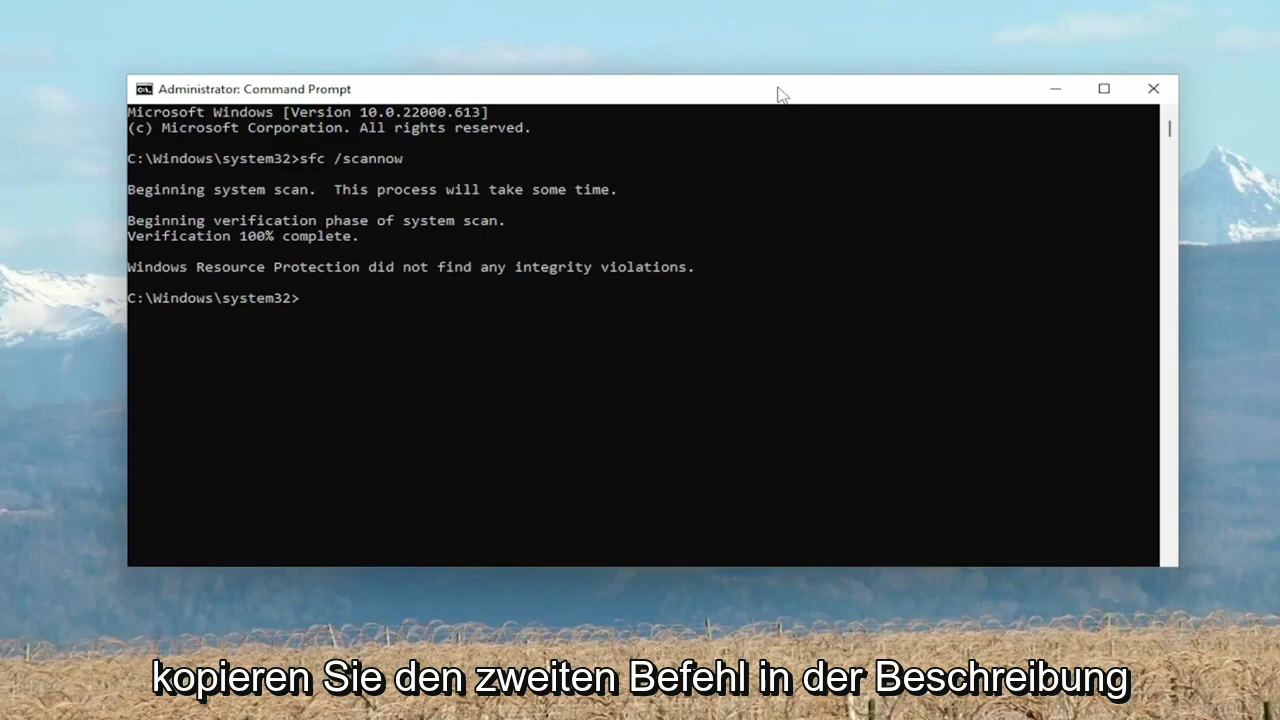 Administrator: Command Prompt
Microsoft Windows [Version 10.0.22000.613]
(c) Microsoft Corporation. All rights reserved.
C:\Windows\system32>sfc /scannow
Beginning system scan.  This process will take some time.
Beginning verification phase of system scan.
Verification 100% complete.
Windows Resource Protection did not find any integrity violations.
C:\Windows\system32>
kopieren Sie den zweiten Befehl in der Beschreibung